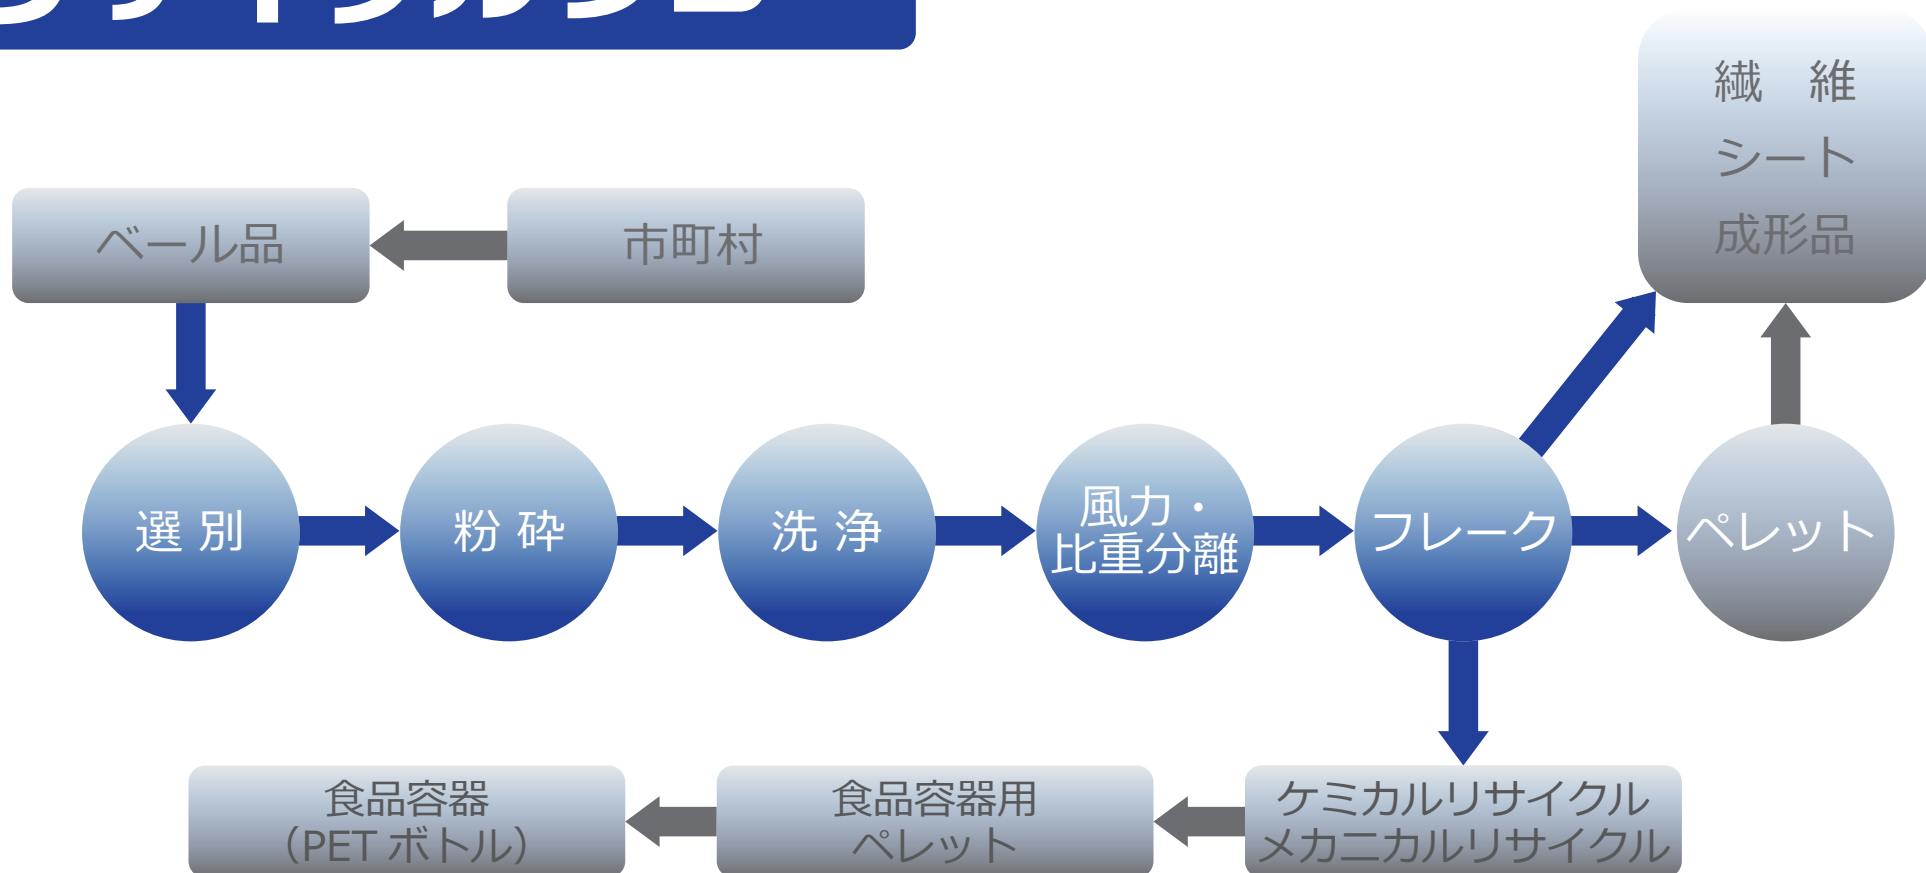 ベール品
市町村
繊 維
シート
成形品
選 別
粉 砕
洗 浄
風力・
比重分離
フレーク
ペレット
食品容器
（PET ボトル）
食品容器用
ペレット
ケミカルリサイクル
メカニカルリサイクル